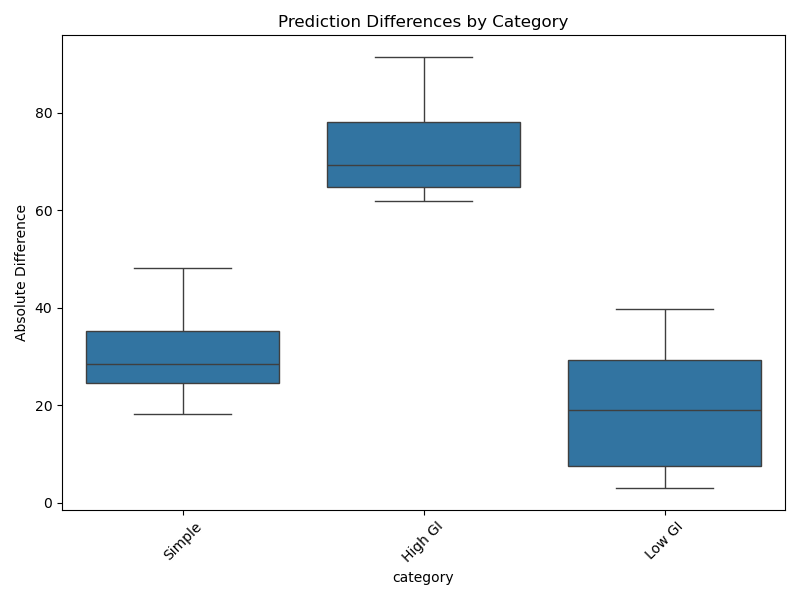 Prediction Differences by Category
Absolute Difference
80
60
40
20
0
Simple
High GI
Low GI
category